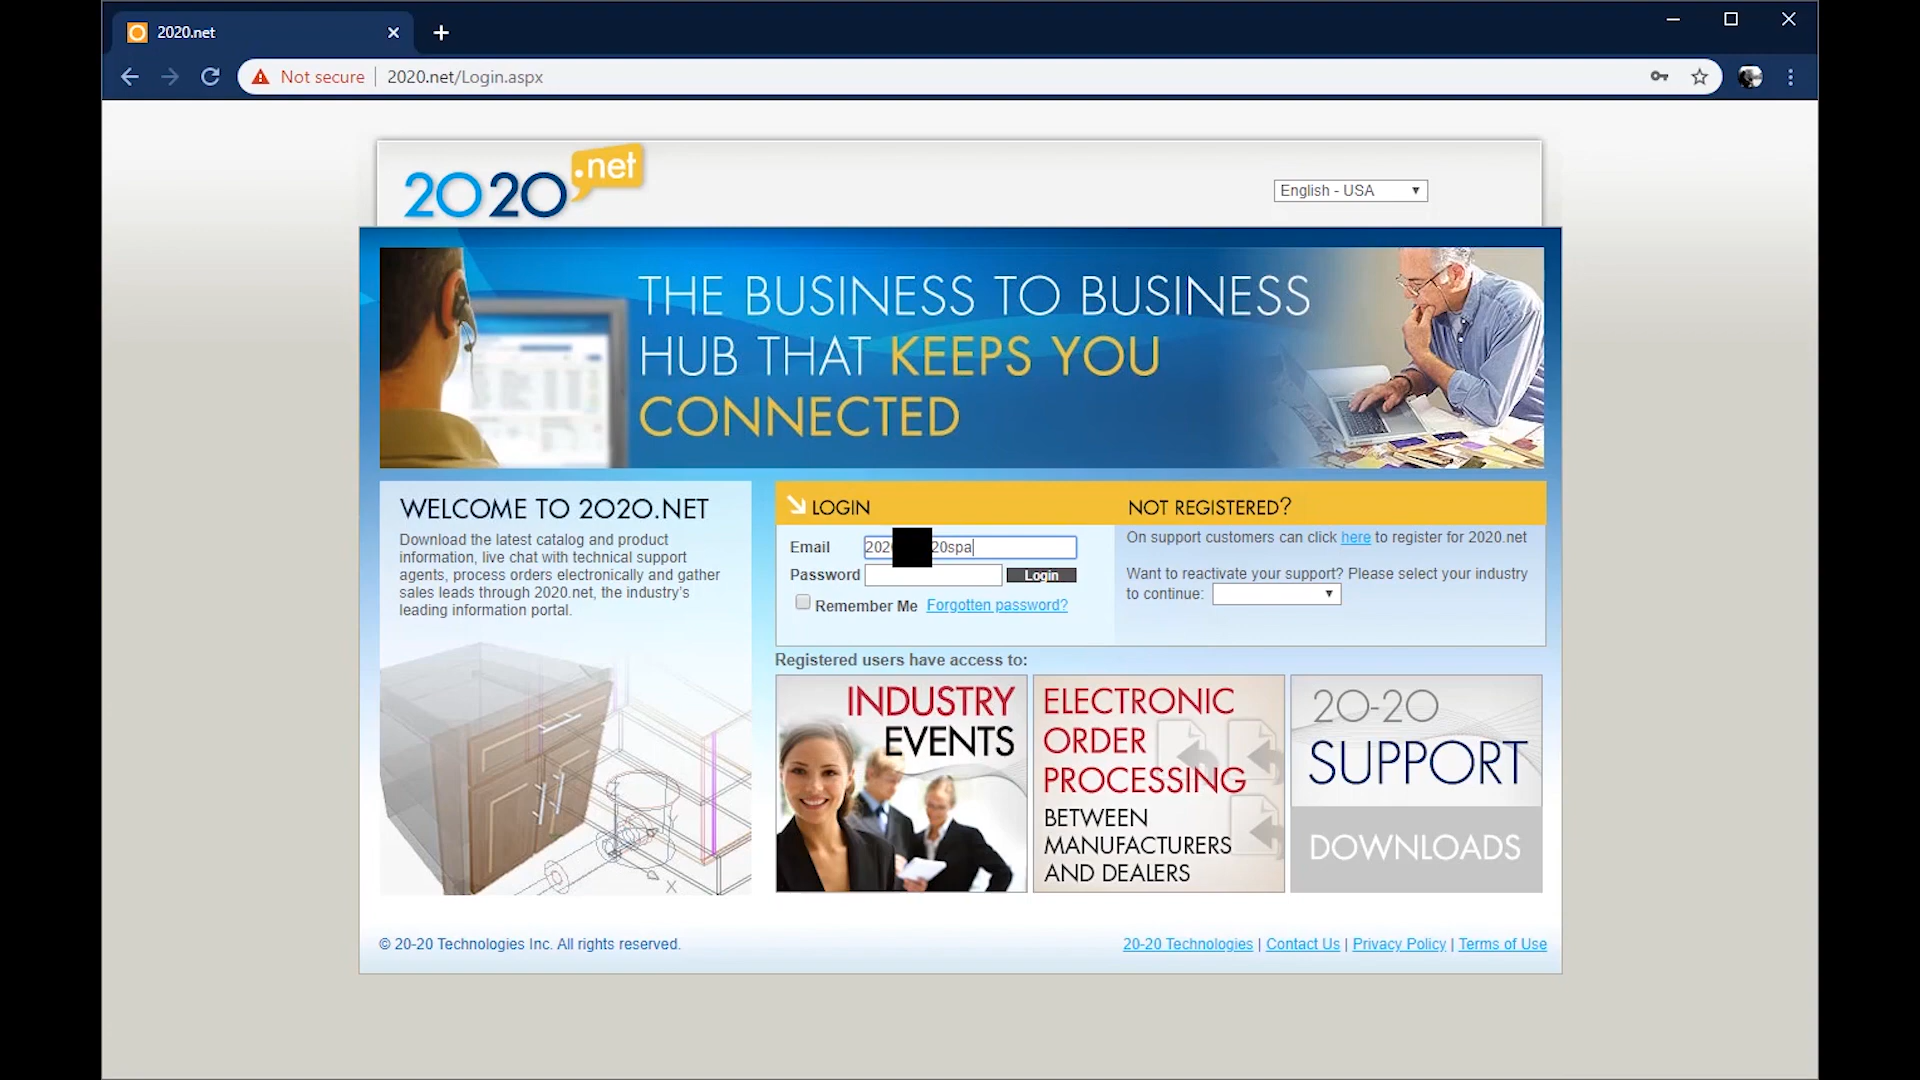 2020.net
Not secure
2020.net/Login.aspx
2020.net
English - USA
THE BUSINESS TO BUSINESS
HUB THAT KEEPS YOU
CONNECTED
WELCOME TO 2020.NET
Download the latest catalog and product
information, live chat with technical support
agents, process orders electronically and gather
sales leads through 2020.net, the industry's
leading information portal.
LOGIN
Email
20spa
Password
Login
Remember Me Forgotten password?
NOT REGISTERED?
On support customers can click here to register for 2020.net
Want to reactivate your support? Please select your industry
to continue:
Registered users have access to:
INDUSTRY
EVENTS
ELECTRONIC
ORDER
PROCESSING
BETWEEN
MANUFACTURERS
AND DEALERS
20-20
SUPPORT
DOWNLOADS
X
© 20-20 Technologies Inc. All rights reserved.
20-20 Technologies | Contact Us | Privacy Policy | Terms of Use